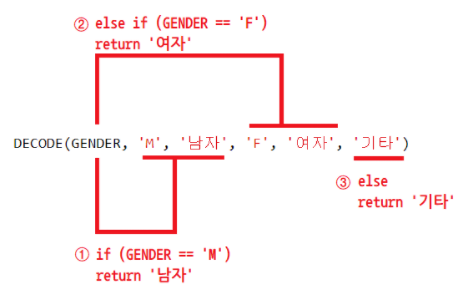 ② else if (GENDER == 'F')
return '여자'
DECODE(GENDER, 'M', '남자', 'F', '여자', '기타')
③ else
return '기타'
① if (GENDER == 'M')
return '남자'